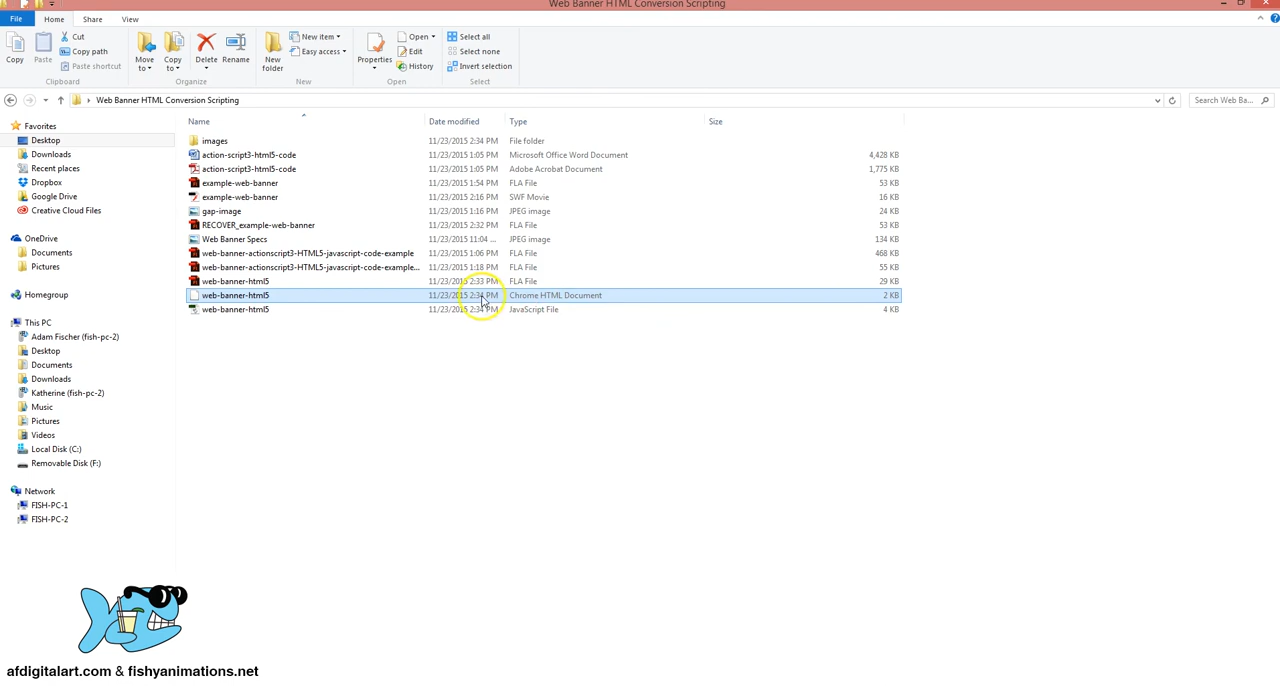 Web Banner HTML Conversion Scripting
File Home Share View
Copy Paste Cut Copy path Paste shortcut Move to Copy to Delete Rename New folder New item Easy access Properties Open Edit History Select all Select none Invert selection
Clipboard Organize New Open Select
Web Banner HTML Conversion Scripting Search Web Ba...
Name Date modified Type Size
Favorites
Desktop
Downloads
Recent places
Dropbox
Google Drive
Creative Cloud Files
OneDrive
Documents
Pictures
Homegroup
This PC
Adam Fischer (fish-pc-2)
Desktop
Documents
Downloads
Katherine (fish-pc-2)
Music
Pictures
Videos
Local Disk (C:)
Removable Disk (F:)
Network
FISH-PC-1
FISH-PC-2
images 11/23/2015 2:34 PM File folder
action-script3-html5-code 11/23/2015 1:05 PM Microsoft Office Word Document 4,428 KB
action-script3-html5-code 11/23/2015 1:05 PM Adobe Acrobat Document 1,775 KB
example-web-banner 11/23/2015 1:54 PM FLA File 53 KB
example-web-banner 11/23/2015 2:16 PM SWF Movie 16 KB
gap-image 11/23/2015 1:16 PM JPEG image 24 KB
RECOVER_example-web-banner 11/23/2015 2:32 PM FLA File 53 KB
Web Banner Specs 11/23/2015 11:04 ... JPEG image 134 KB
web-banner-actionscript3-HTML5-javascript-code-example 11/23/2015 1:06 PM FLA File 468 KB
web-banner-actionscript3-HTML5-javascript-code-example... 11/23/2015 1:18 PM FLA File 55 KB
web-banner-html5 11/23/2015 2:33 PM FLA File 29 KB
web-banner-html5 11/23/2015 2:34 PM Chrome HTML Document 2 KB
web-banner-html5 11/23/2015 2:34 PM JavaScript File 4 KB
afdigitalart.com & fishyanimations.net